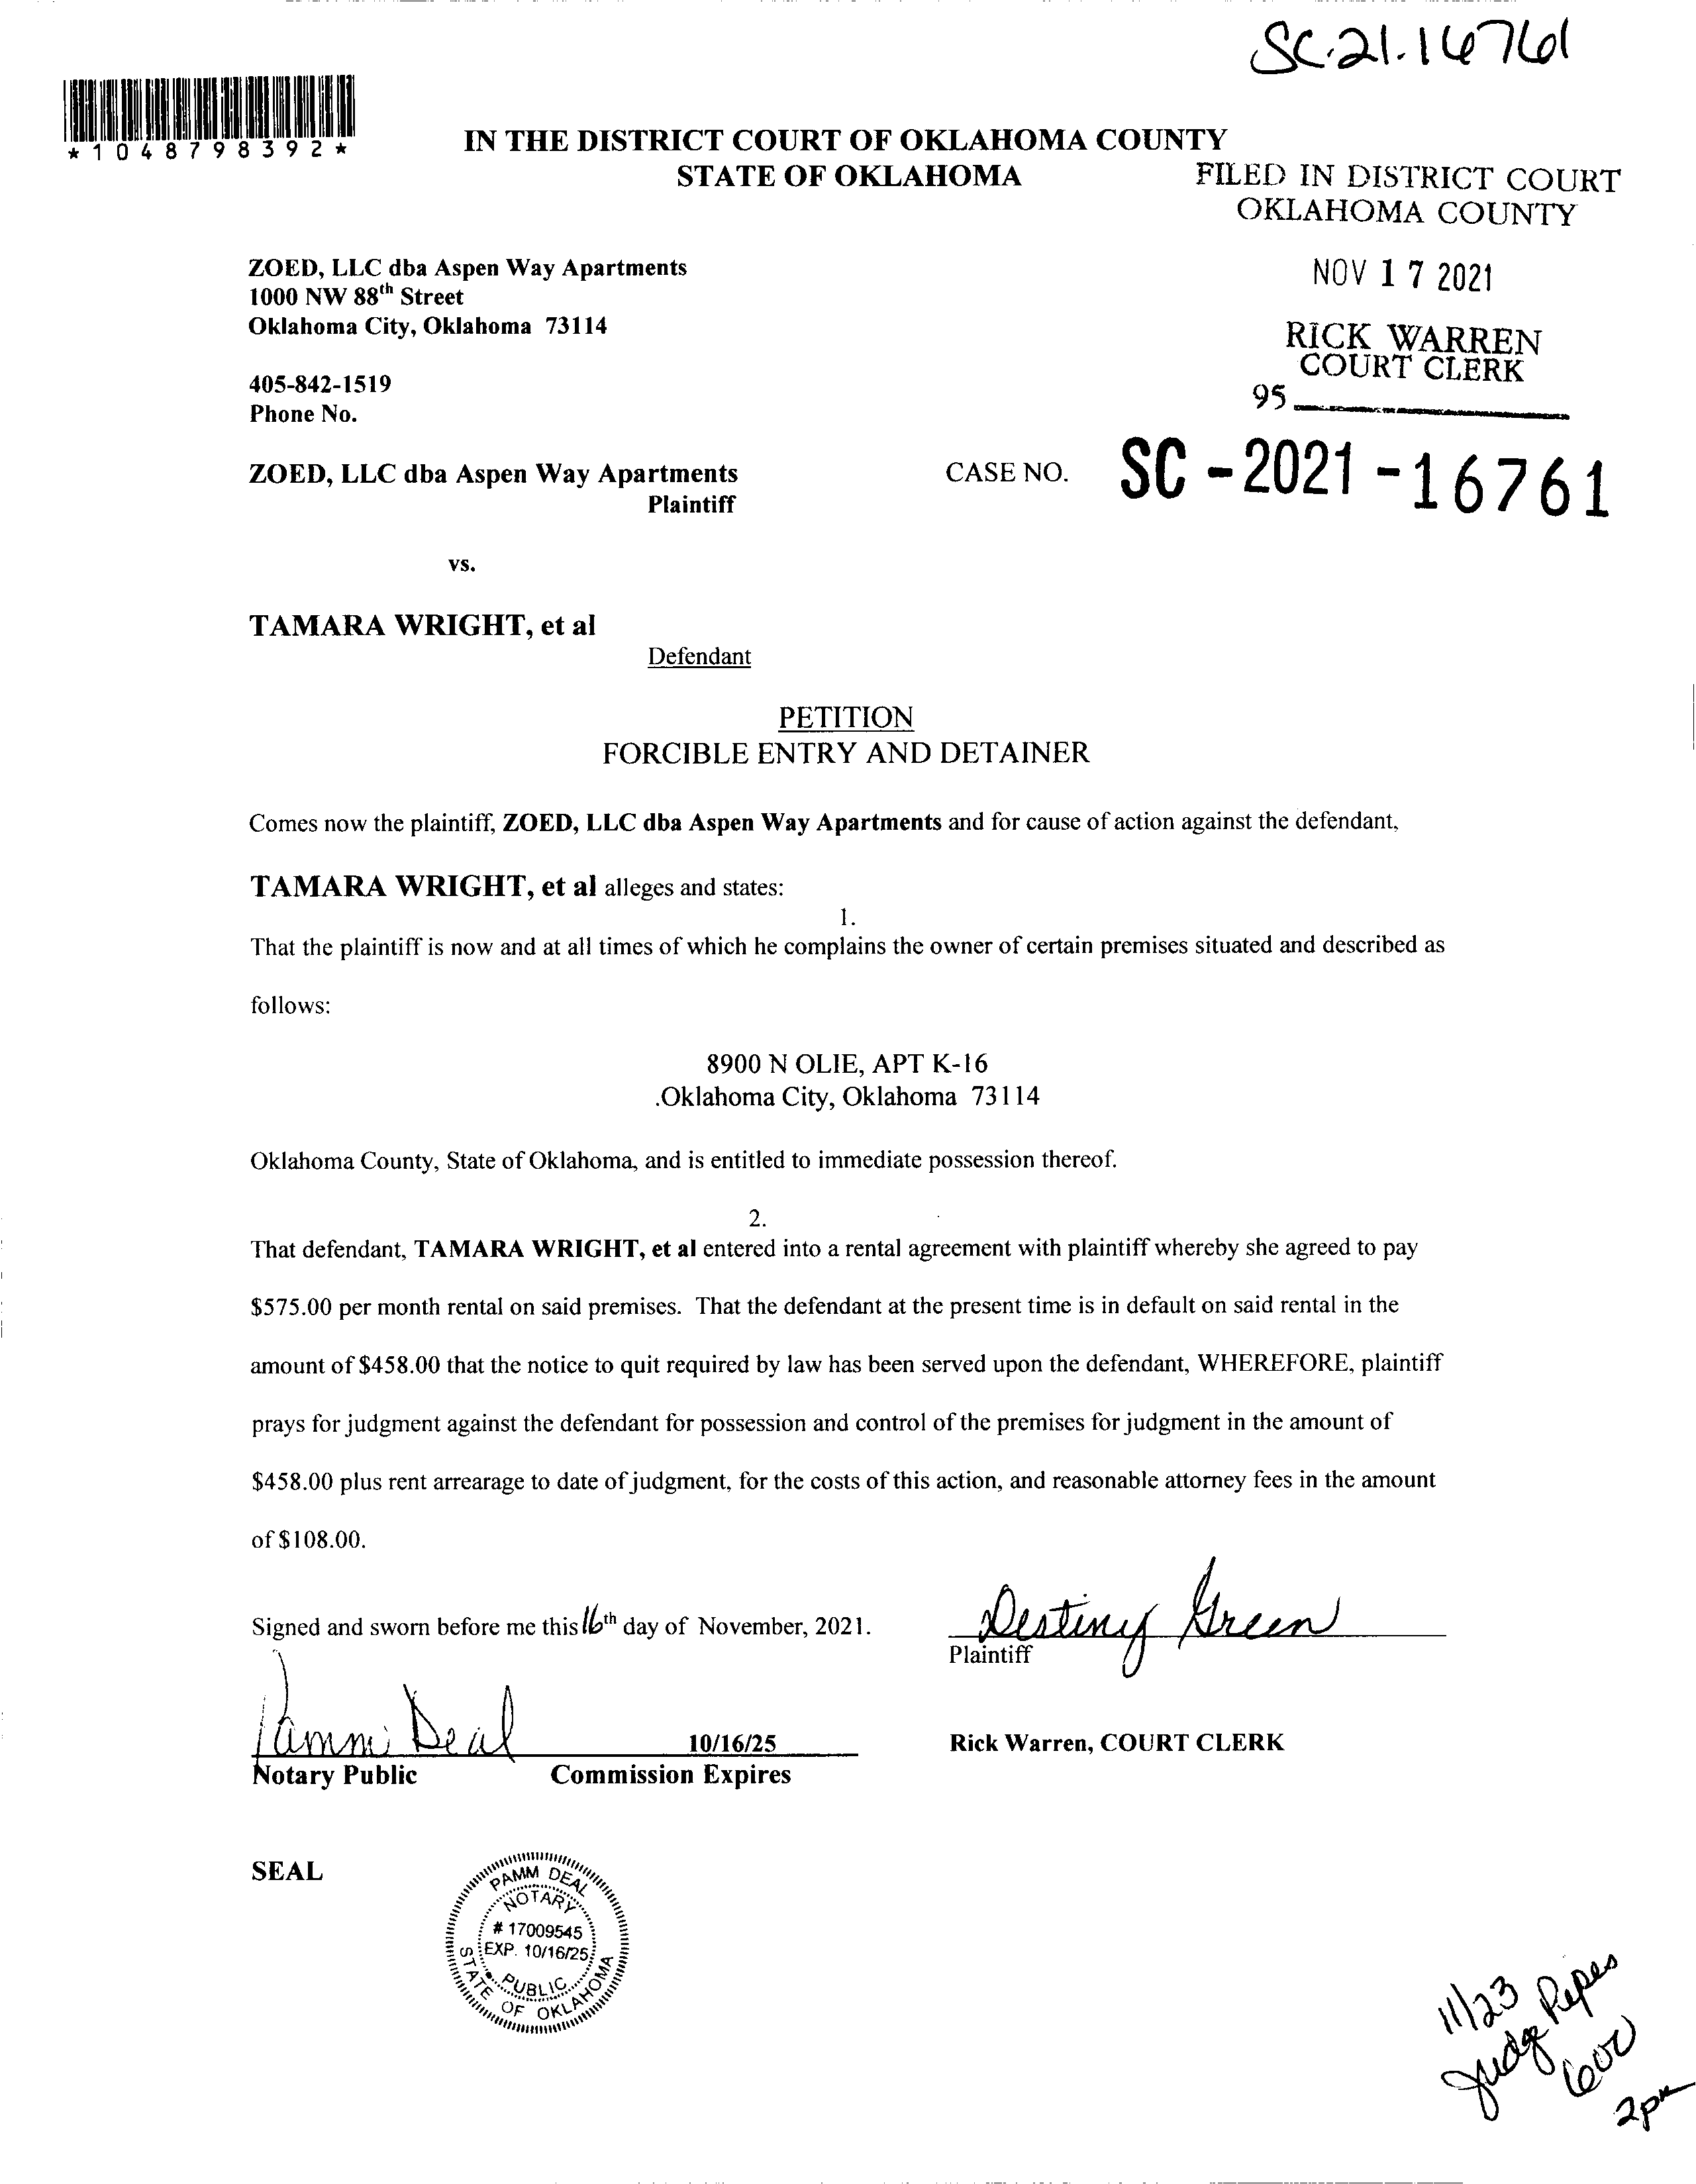 SC-21-16761
*1048798392*
IN THE DISTRICT COURT OF OKLAHOMA COUNTY
STATE OF OKLAHOMA
FILED IN DISTRICT COURT
OKLAHOMA COUNTY
ZOED, LLC dba Aspen Way Apartments
1000 NW 88th Street
Oklahoma City, Oklahoma 73114
NOV 17 2021
RICK WARREN
COURT CLERK
405-842-1519
Phone No.
95
ZOED, LLC dba Aspen Way Apartments
Plaintiff
CASE NO. SC-2021-16761
vs.
TAMARA WRIGHT, et al
Defendant
PETITION
FORCIBLE ENTRY AND DETAINER
Comes now the plaintiff, ZOED, LLC dba Aspen Way Apartments and for cause of action against the defendant,
TAMARA WRIGHT, et al alleges and states:
1.
That the plaintiff is now and at all times of which he complains the owner of certain premises situated and described as
follows:
8900 N OLIE, APT K-16
.Oklahoma City, Oklahoma 73114
Oklahoma County, State of Oklahoma, and is entitled to immediate possession thereof.
2.
That defendant, TAMARA WRIGHT, et al entered into a rental agreement with plaintiff whereby she agreed to pay
$575.00 per month rental on said premises. That the defendant at the present time is in default on said rental in the
amount of $458.00 that the notice to quit required by law has been served upon the defendant, WHEREFORE, plaintiff
prays for judgment against the defendant for possession and control of the premises for judgment in the amount of
$458.00 plus rent arrearage to date of judgment, for the costs of this action, and reasonable attorney fees in the amount
of $108.00.
Signed and sworn before me this 16th day of November, 2021.
Destiny Green
Plaintiff
Pamm Deal
10/16/25
Notary Public Commission Expires
Rick Warren, COURT CLERK
SEAL
PAMM DEAL
NOTARY
# 17009545
EXP. 10/16/25
PUBLIC
STATE OF OKLAHOMA
11/23
Judge Pipes
600
2pm